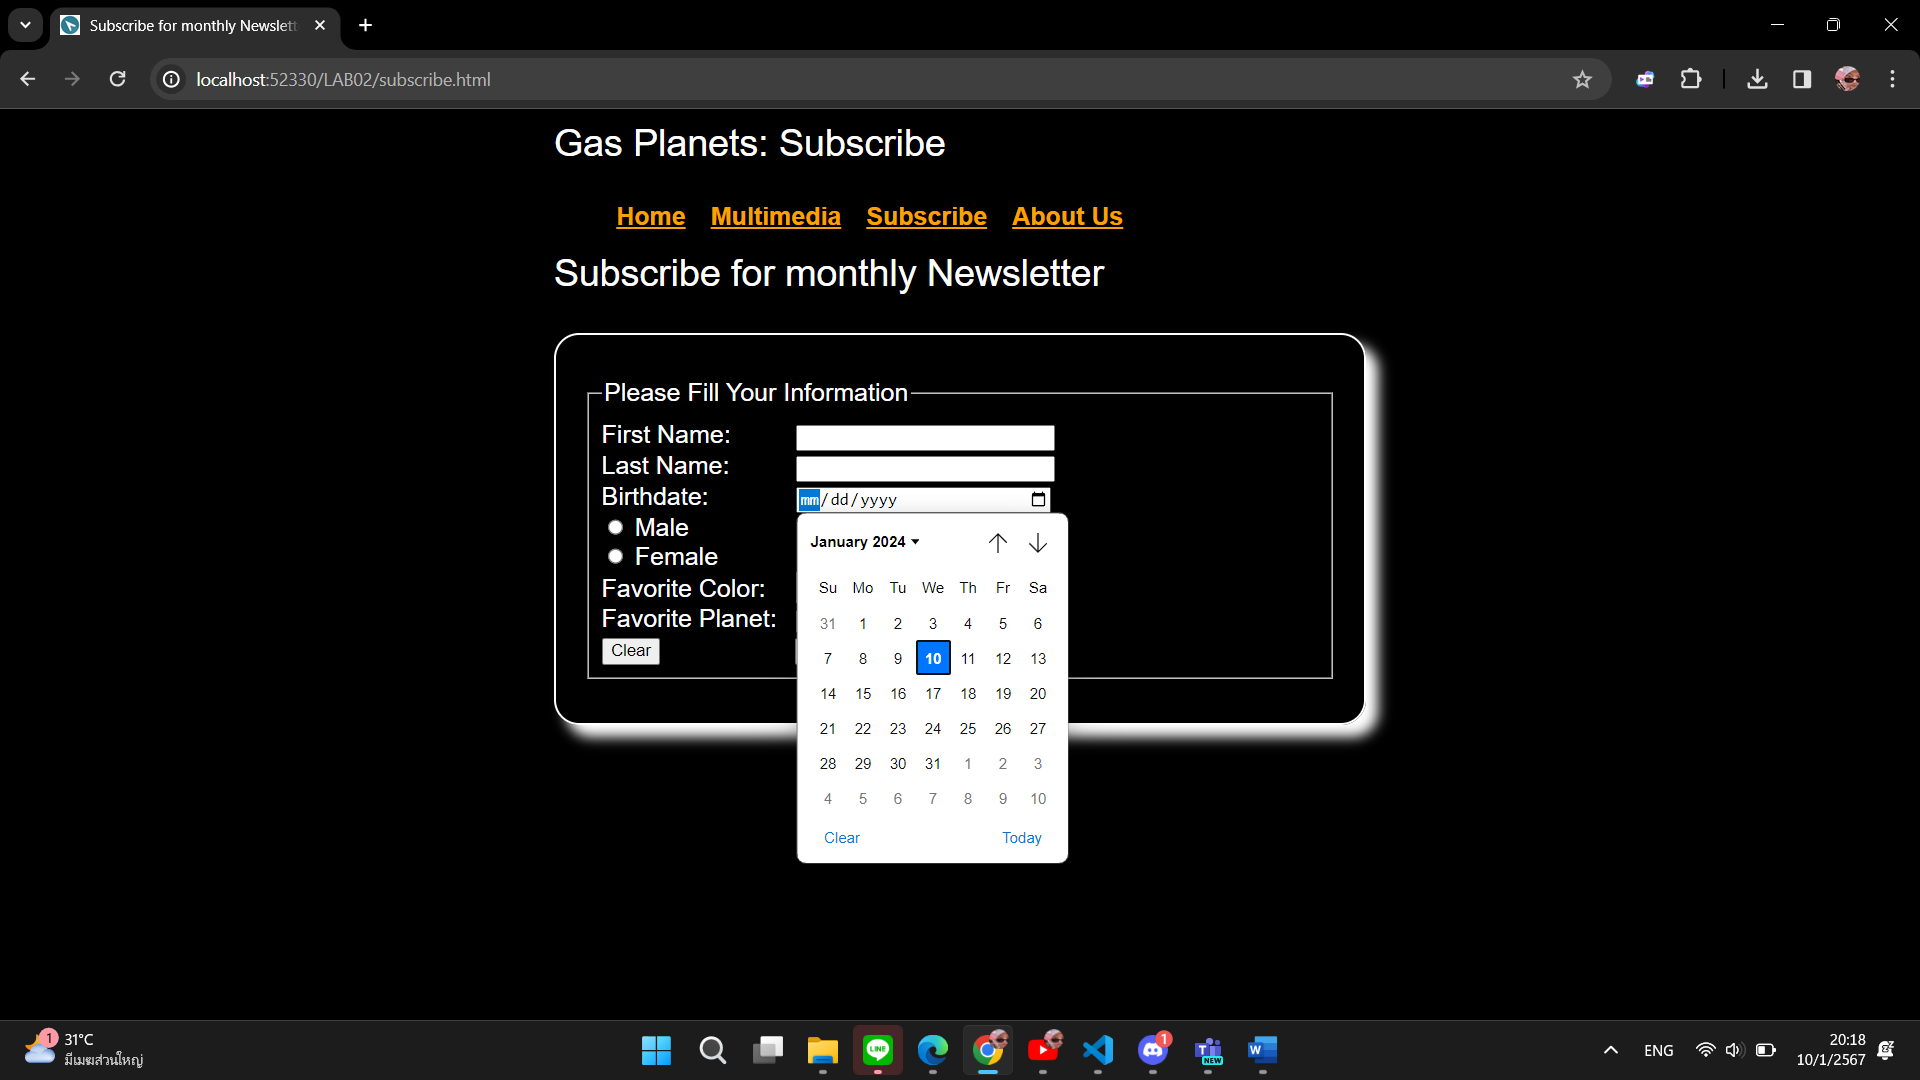 Subscribe for monthly Newslett
localhost:52330/LAB02/subscribe.html
Gas Planets: Subscribe
Home Multimedia Subscribe About Us
Subscribe for monthly Newsletter
Please Fill Your Information
First Name:
Last Name:
Birthdate: mm/dd/yyyy
Male
Female
Favorite Color:
Favorite Planet:
Clear
January 2024
Su Mo Tu We Th Fr Sa
31 1 2 3 4 5 6
7 8 9 10 11 12 13
14 15 16 17 18 19 20
21 22 23 24 25 26 27
28 29 30 31 1 2 3
4 5 6 7 8 9 10
Clear Today
1 31°C
มีเมฆส่วนใหญ่
LINE
1
T
NEW
W
ENG
20:18
10/1/2567